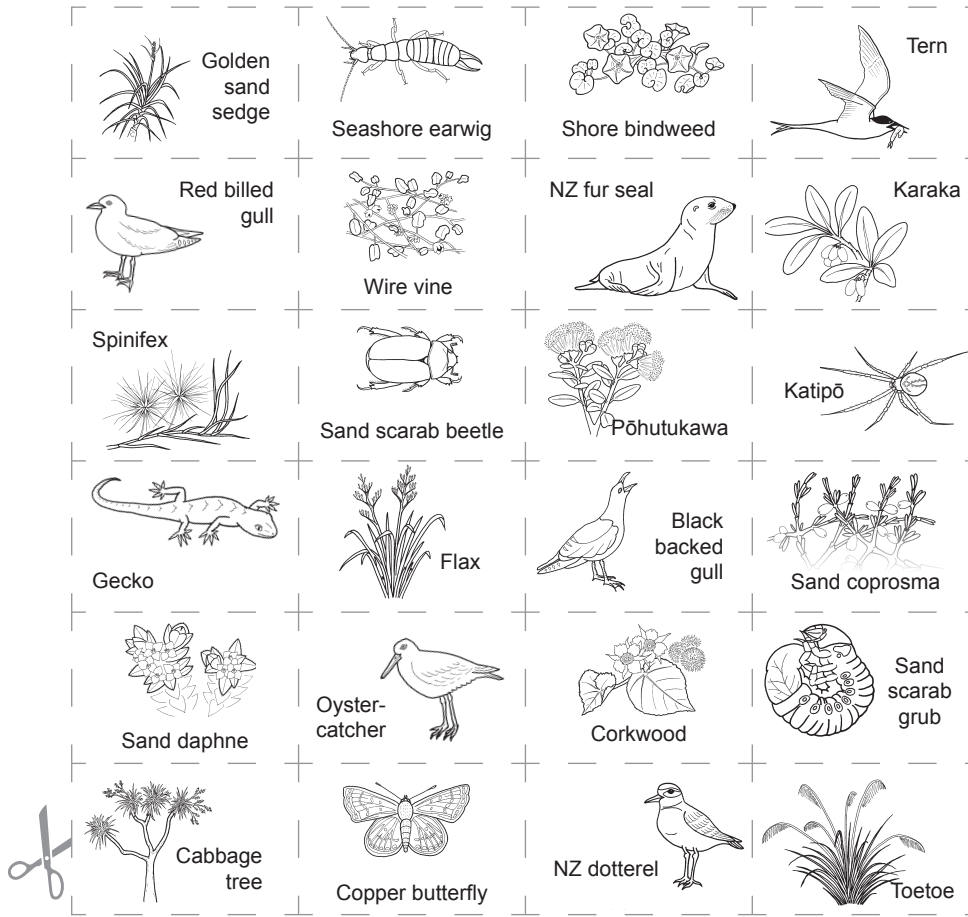 Golden
sand
sedge
Seashore earwig
Shore bindweed
Tern
Red billed
gull
Wire vine
NZ fur seal
Karaka
Spinifex
Sand scarab beetle
Pōhutukawa
Katipō
Gecko
Flax
Black
backed
gull
Sand coprosma
Sand daphne
Oyster-
catcher
Corkwood
Sand
scarab
grub
Cabbage
tree
Copper butterfly
NZ dotterel
Toetoe